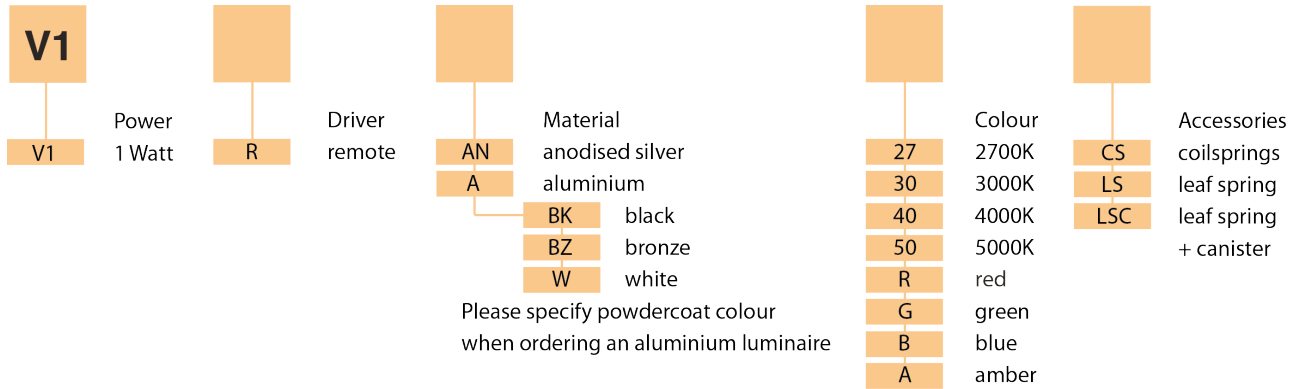 V1
Power
V1 1 Watt
Driver
R remote
Material
AN anodised silver
A aluminium
BK black
BZ bronze
W white
Please specify powdercoat colour
when ordering an aluminium luminaire
Colour
27 2700K
30 3000K
40 4000K
50 5000K
R red
G green
B blue
A amber
Accessories
CS coilsprings
LS leaf spring
LSC leaf spring
+ canister